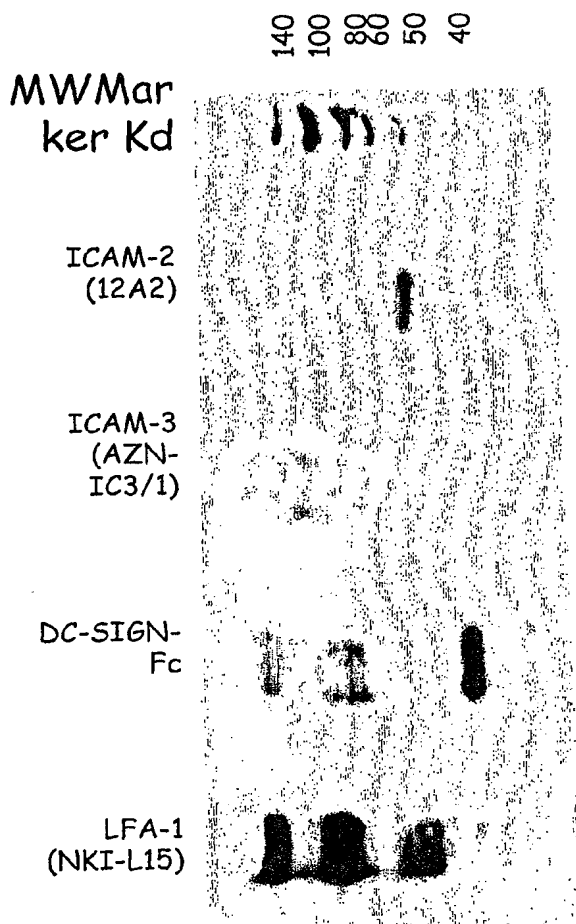 140
100
80
60
50
40
MWMar
ker Kd
ICAM-2
(12A2)
ICAM-3
(AZN-
IC3/1)
DC-SIGN-
Fc
LFA-1
(NKI-L15)